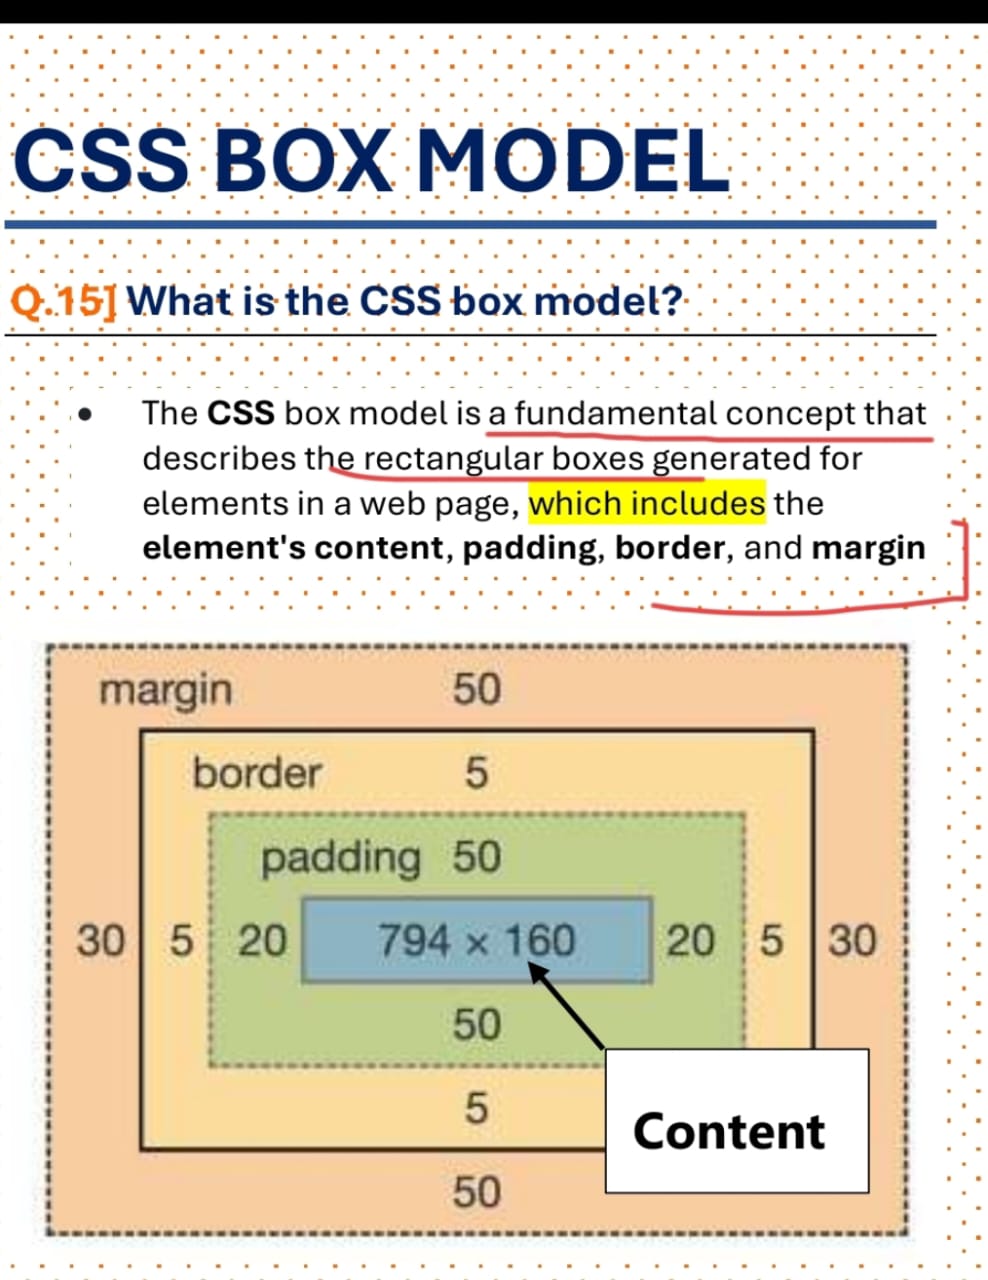 CSS BOX MODEL
Q.15] What is the CSS box model?
• The CSS box model is a fundamental concept that
describes the rectangular boxes generated for
elements in a web page, which includes the
element's content, padding, border, and margin
margin 50
border 5
padding 50
30 5 20 794 × 160 20 5 30
50
5
Content
50